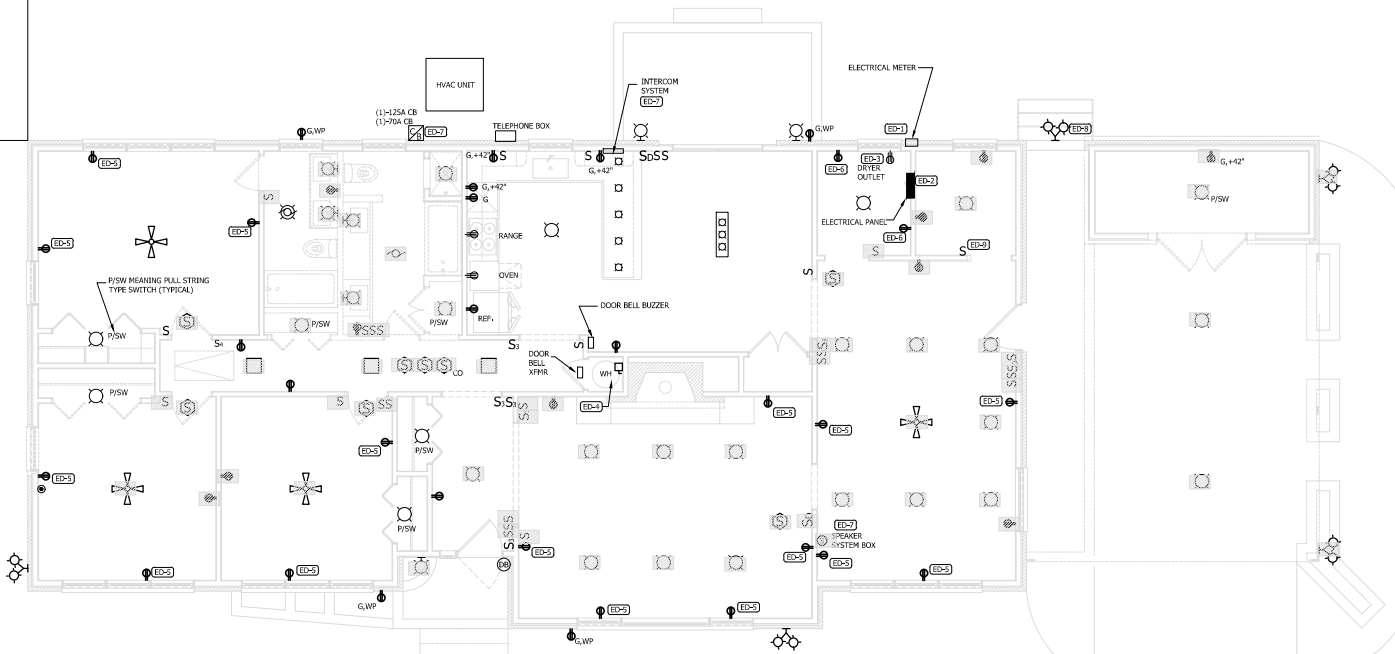 HVAC UNIT
INTERCOM
SYSTEM
ED-7
ELECTRICAL METER
(1)-125A CB
(1)-70A CB
C/B
ED-7
TELEPHONE BOX
G,WP
G,WP
ED-1
ED-8
ED-5
G,+42"
S
S
G,+42"
SDSS
ED-6
ED-3
DRYER
OUTLET
ED-2
G,+42"
G,+42"
G
S
P/SW
ED-5
RANGE
ELECTRICAL PANEL
ED-6
ED-5
S
S
ED-9
OVEN
S
S
P/SW MEANING PULL STRING
TYPE SWITCH (TYPICAL)
REF.
DOOR BELL BUZZER
S
P/SW
P/SW
SSS
P/SW
S4
S3
S
SSS
DOOR
BELL
XFMR
WH
S
S
S
CO
SSS
P/SW
S
S
S
SS
S
S3S3
SS
ED-4
ED-5
ED-5
ED-5
ED-5
P/SW
ED-5
P/SW
SSS
S3
S
S
ED-7
SPEAKER
SYSTEM BOX
ED-5
ED-5
ED-5
DB
ED-5
ED-5
ED-5
G,WP
ED-5
ED-5
G,WP